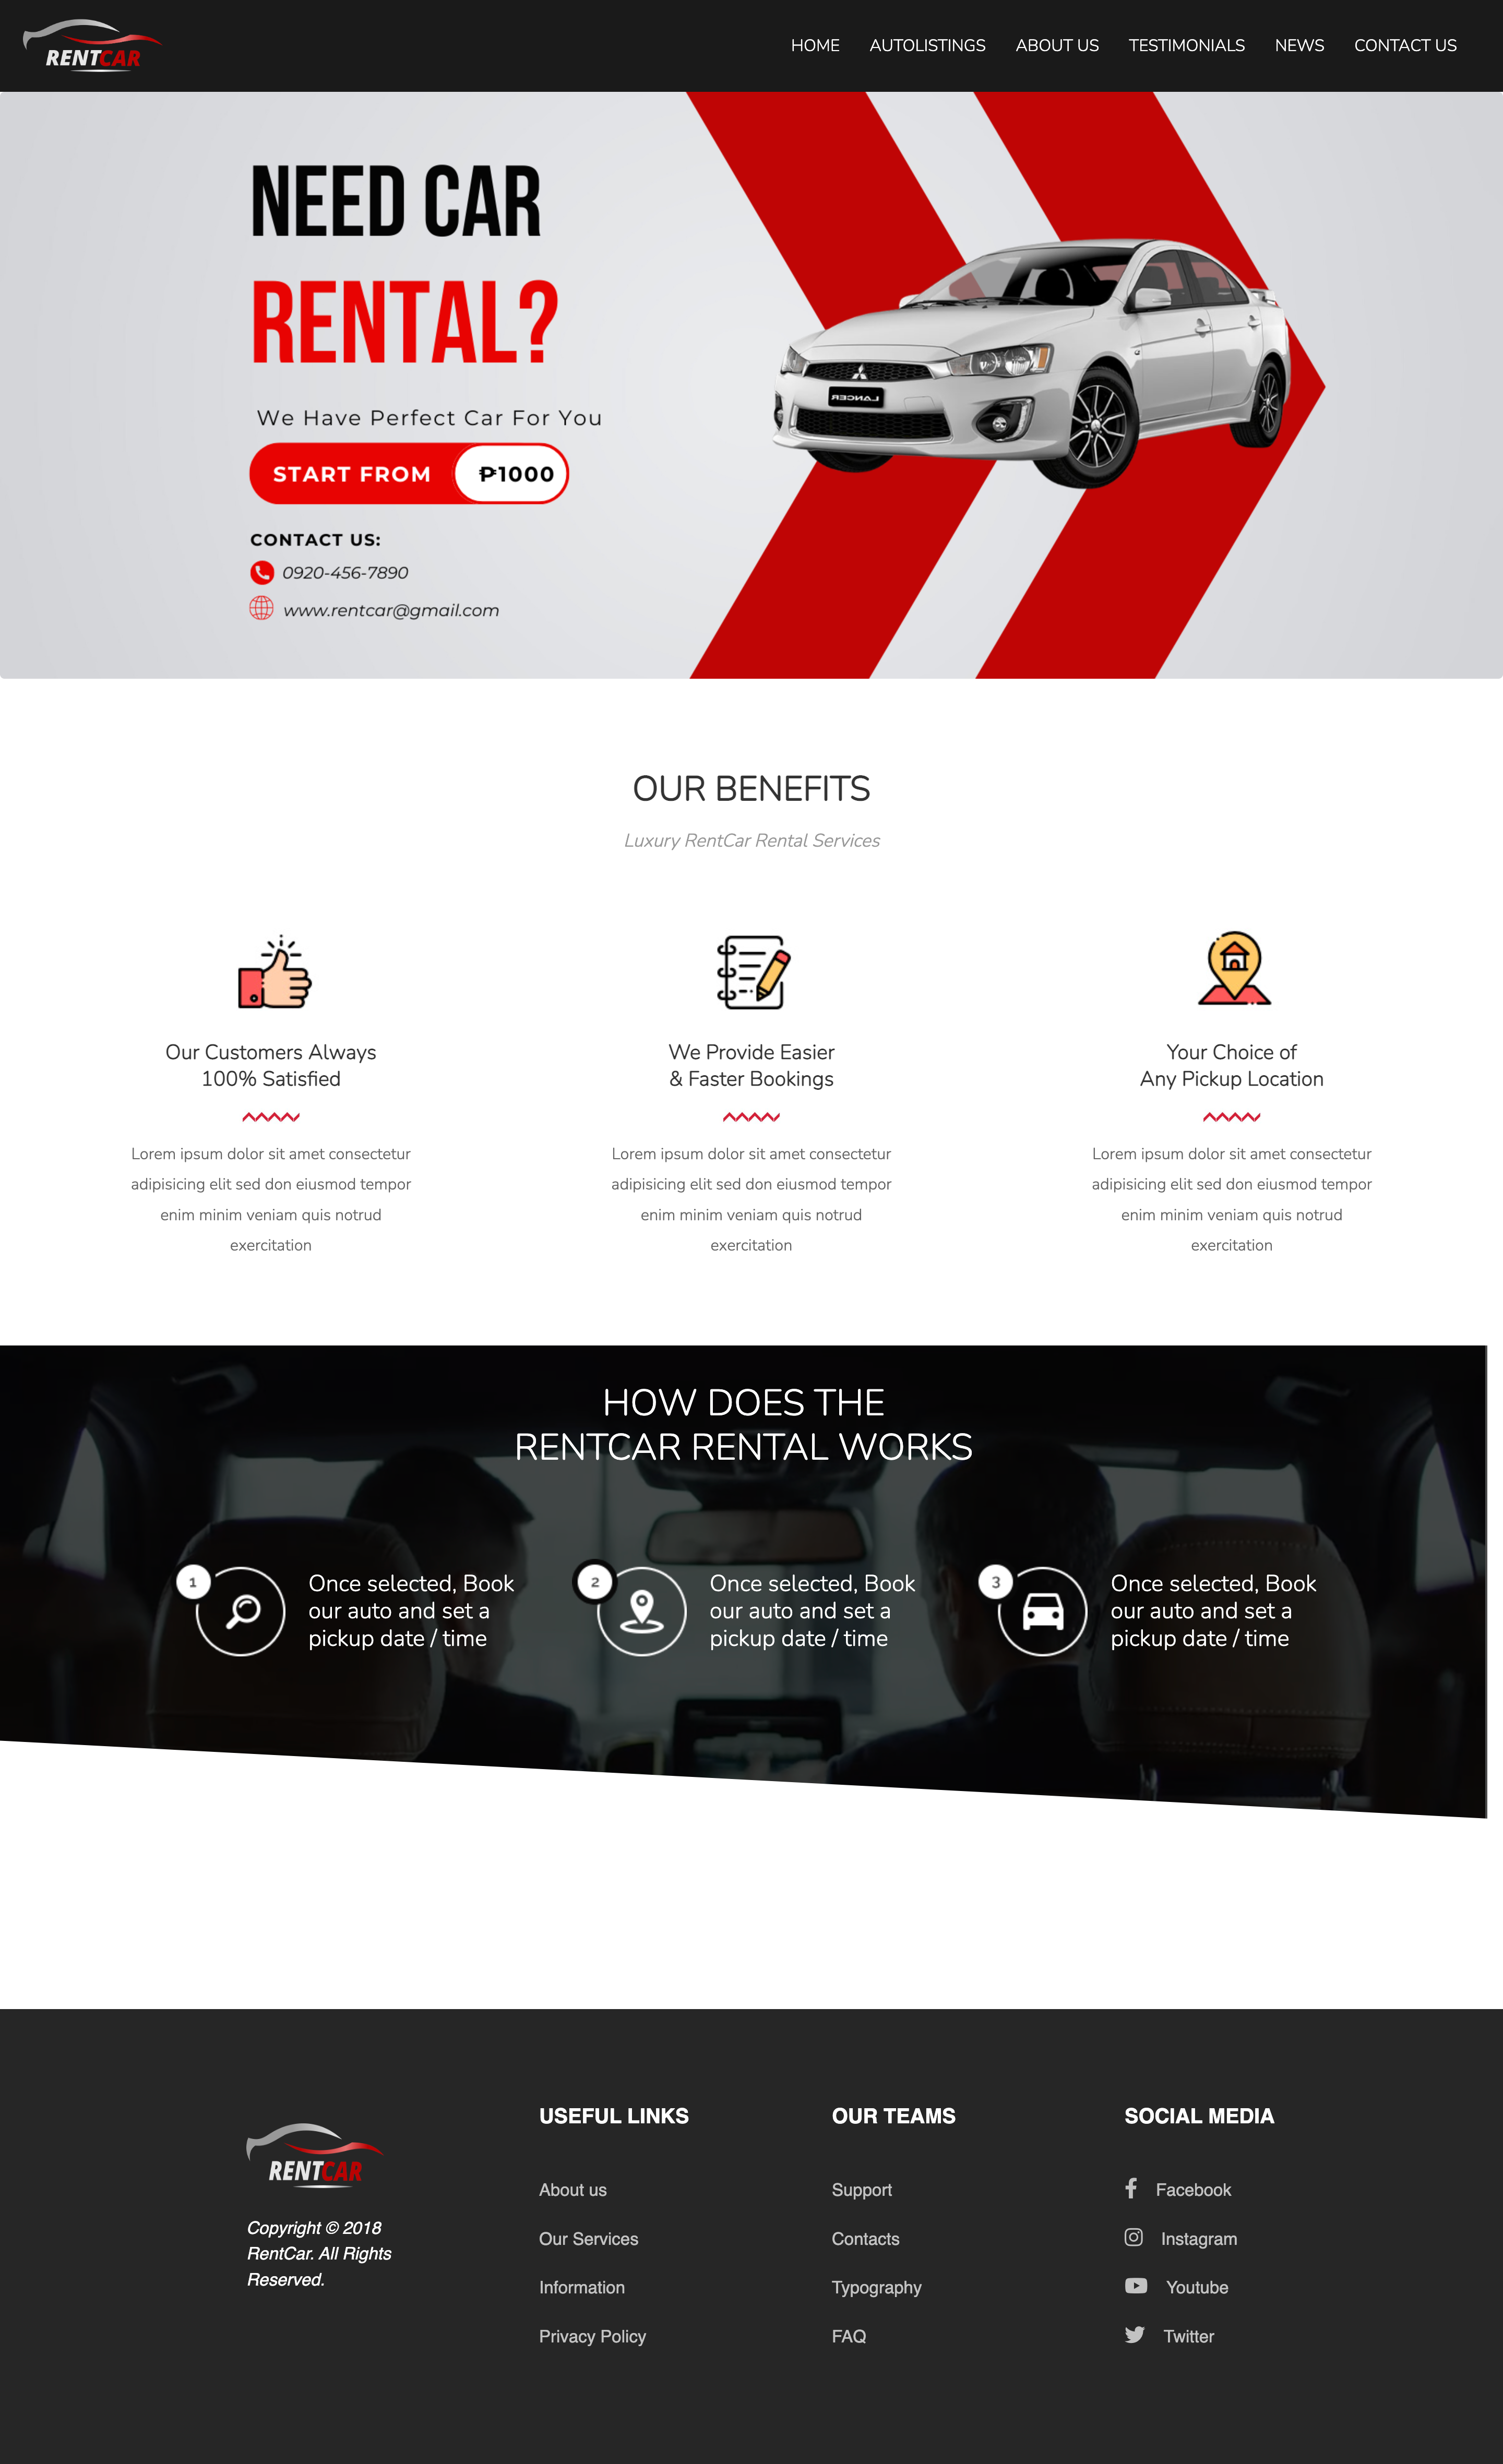 RENTCAR
HOME AUTOLISTINGS ABOUT US TESTIMONIALS NEWS CONTACT US
NEED CAR
RENTAL?
We Have Perfect Car For You
START FROM ₱1000
CONTACT US:
0920-456-7890
www.rentcar@gmail.com
LANCER
OUR BENEFITS
Luxury RentCar Rental Services
Our Customers Always
100% Satisfied
Lorem ipsum dolor sit amet consectetur
adipisicing elit sed don eiusmod tempor
enim minim veniam quis notrud
exercitation
We Provide Easier
& Faster Bookings
Lorem ipsum dolor sit amet consectetur
adipisicing elit sed don eiusmod tempor
enim minim veniam quis notrud
exercitation
Your Choice of
Any Pickup Location
Lorem ipsum dolor sit amet consectetur
adipisicing elit sed don eiusmod tempor
enim minim veniam quis notrud
exercitation
HOW DOES THE
RENTCAR RENTAL WORKS
1
Once selected, Book
our auto and set a
pickup date / time
2
Once selected, Book
our auto and set a
pickup date / time
3
Once selected, Book
our auto and set a
pickup date / time
RENTCAR
Copyright © 2018
RentCar. All Rights
Reserved.
USEFUL LINKS
About us
Our Services
Information
Privacy Policy
OUR TEAMS
Support
Contacts
Typography
FAQ
SOCIAL MEDIA
Facebook
Instagram
Youtube
Twitter